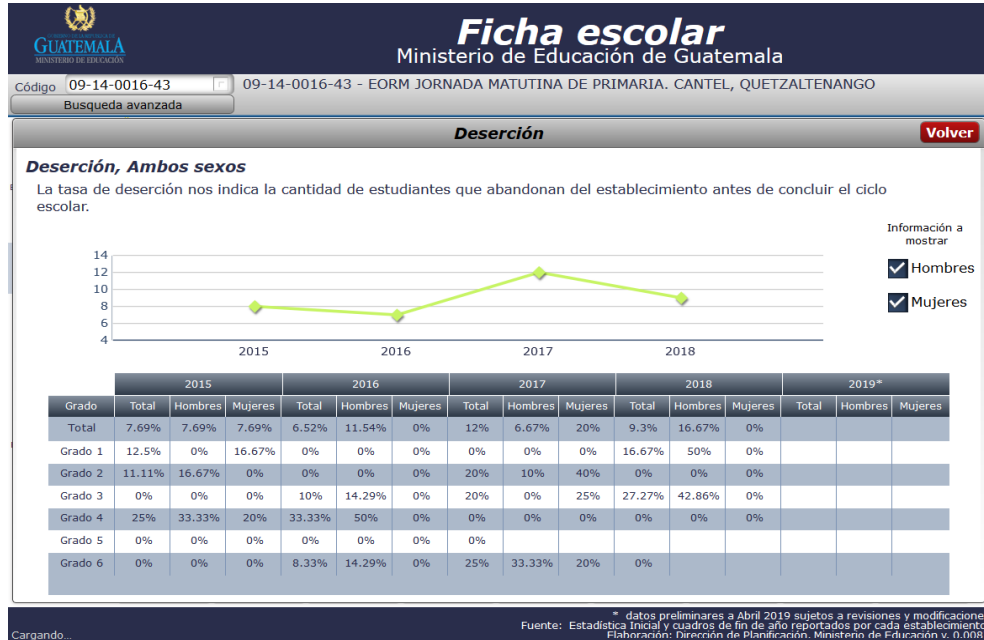 Ficha escolar
Ministerio de Educación de Guatemala
GUATEMALA
MINISTERIO DE EDUCACIÓN
Código 09-14-0016-43 09-14-0016-43 - EORM JORNADA MATUTINA DE PRIMARIA. CANTEL, QUETZALTENANGO
Busqueda avanzada
Deserción Volver
Deserción, Ambos sexos
La tasa de deserción nos indica la cantidad de estudiantes que abandonan del establecimiento antes de concluir el ciclo
escolar.
Información a
mostrar
Hombres
Mujeres
14
12
10
8
6
4
2015 2016 2017 2018
2015 2016 2017 2018 2019*
Grado Total Hombres Mujeres Total Hombres Mujeres Total Hombres Mujeres Total Hombres Mujeres Total Hombres Mujeres
Total 7.69% 7.69% 7.69% 6.52% 11.54% 0% 12% 6.67% 20% 9.3% 16.67% 0%
Grado 1 12.5% 0% 16.67% 0% 0% 0% 0% 0% 0% 16.67% 50% 0%
Grado 2 11.11% 16.67% 0% 0% 0% 0% 20% 10% 40% 0% 0% 0%
Grado 3 0% 0% 0% 10% 14.29% 0% 20% 0% 25% 27.27% 42.86% 0%
Grado 4 25% 33.33% 20% 33.33% 50% 0% 0% 0% 0% 0% 0% 0%
Grado 5 0% 0% 0% 0% 0% 0% 0%
Grado 6 0% 0% 0% 8.33% 14.29% 0% 25% 33.33% 20% 0%
* datos preliminares a Abril 2019 sujetos a revisiones y modificacione
Fuente: Estadística Inicial y cuadros de fin de año reportados por cada establecimiento
Cargando... Elaboración: Dirección de Planificación, Ministerio de Educación v. 0.008